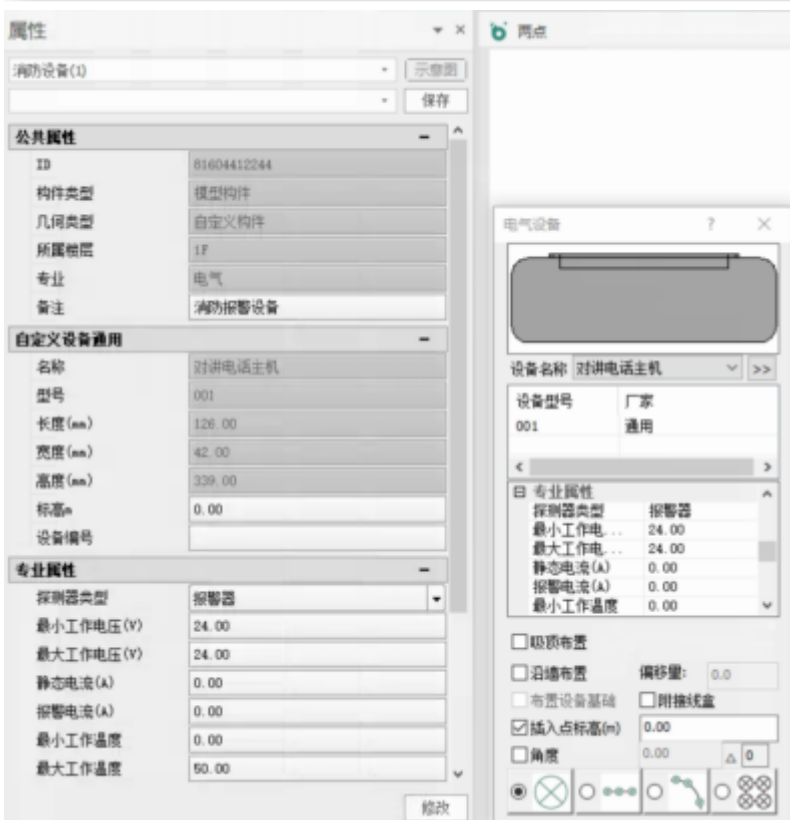 属性
消防设备(1)
示意图
保存
公共属性
ID 81604412244
构件类型 模型构件
几何类型 自定义构件
所属楼层 1F
专业 电气
备注 消防报警设备
自定义设备通用
名称 对讲电话主机
型号 001
长度(mm) 126.00
宽度(mm) 42.00
高度(mm) 339.00
标高m 0.00
设备编号
专业属性
探测器类型 报警器
最小工作电压(V) 24.00
最大工作电压(V) 24.00
静态电流(A) 0.00
报警电流(A) 0.00
最小工作温度 0.00
最大工作温度 50.00
修改
两点
电气设备 ?
设备名称 对讲电话主机 >>
设备型号 厂家
001 通用
专业属性
探测器类型 报警器
最小工作电... 24.00
最大工作电... 24.00
静态电流(A) 0.00
报警电流(A) 0.00
最小工作温度 0.00
吸顶布置
沿墙布置 偏移量: 0.0
布置设备基础 附接线盒
插入点标高(m) 0.00
角度 0.00 0